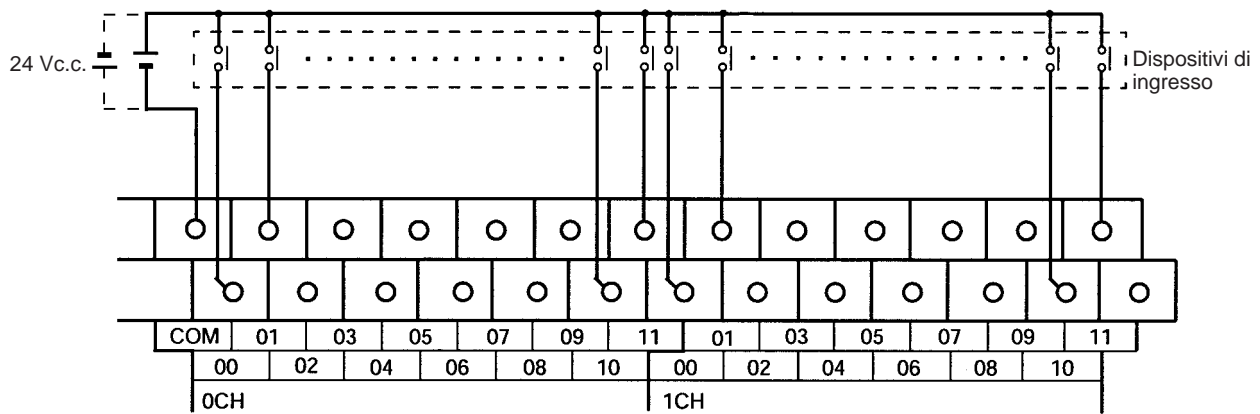 24 Vc.c.
Dispositivi di
ingresso
COM 01 03 05 07 09 11 01 03 05 07 09 11
00 02 04 06 08 10 00 02 04 06 08 10
0CH 1CH